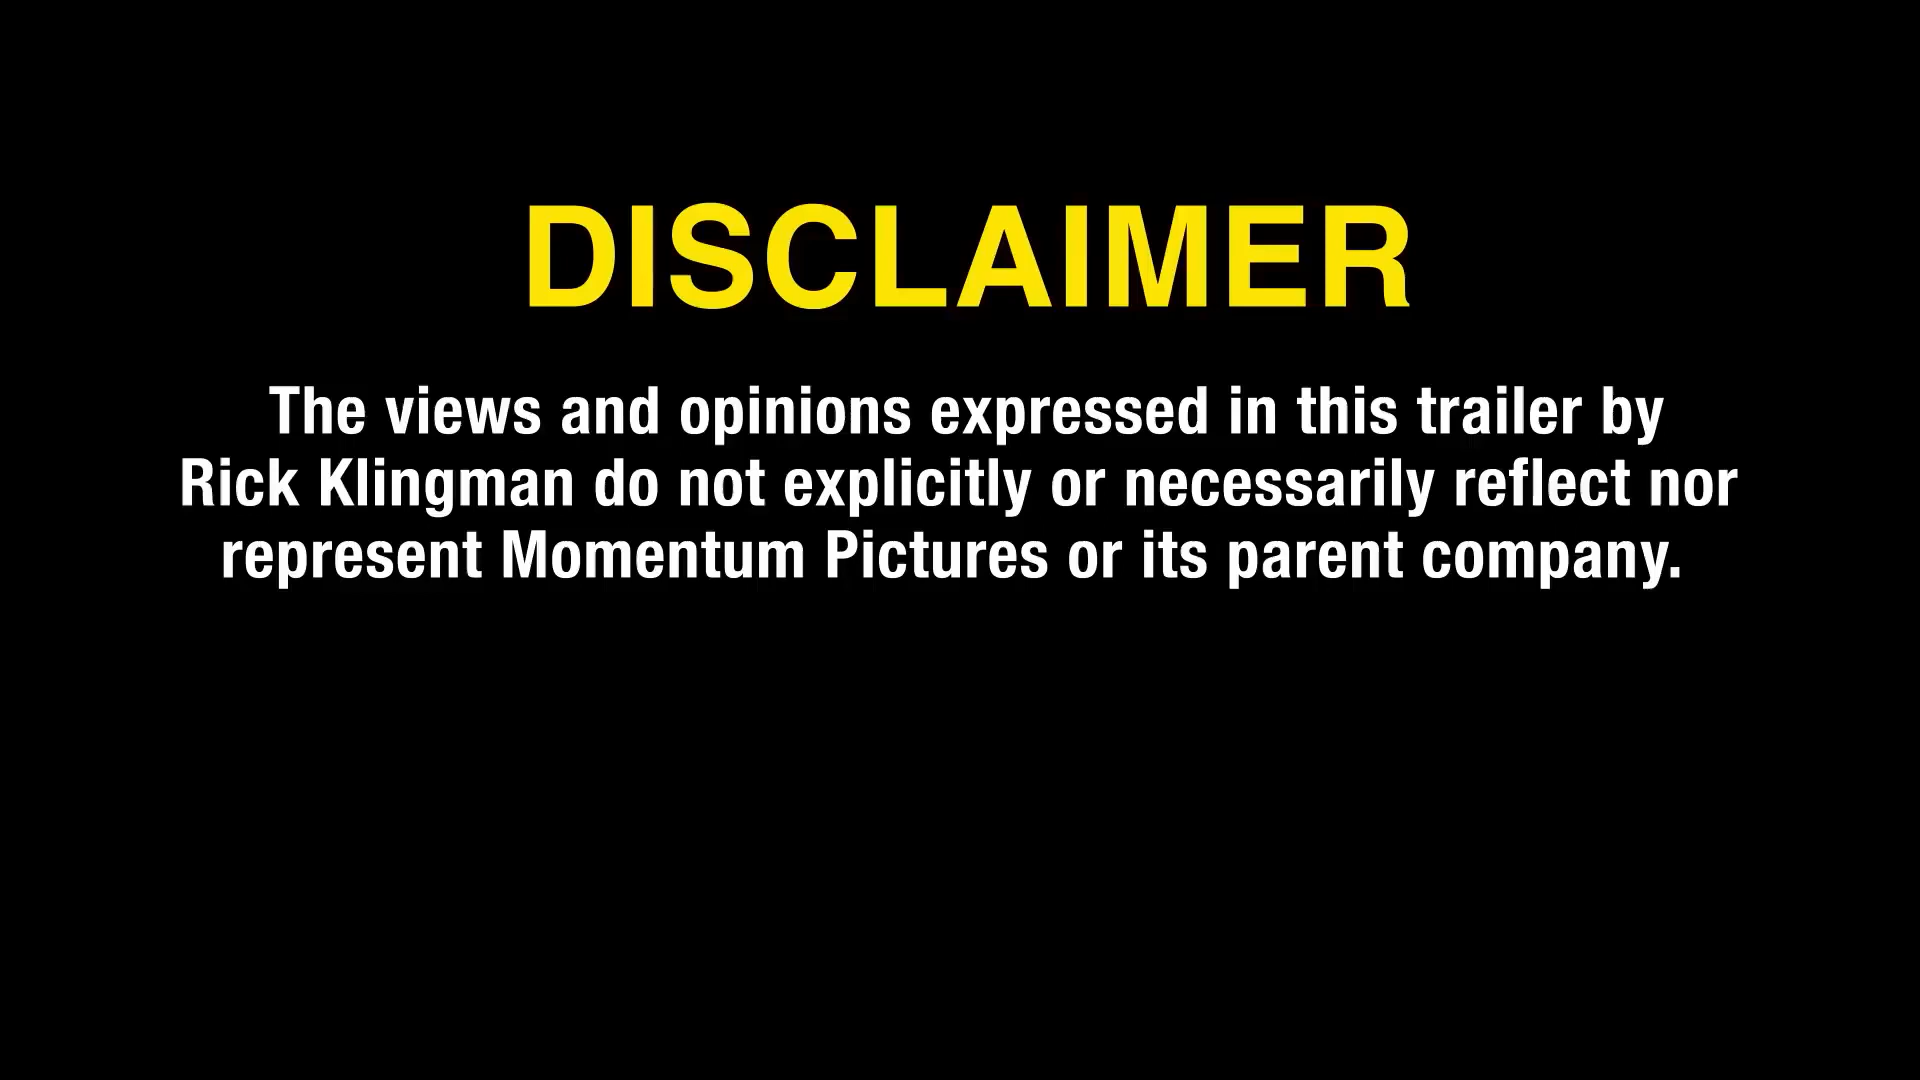 DISCLAIMER
The views and opinions expressed in this trailer by
Rick Klingman do not explicitly or necessarily reflect nor
represent Momentum Pictures or its parent company.